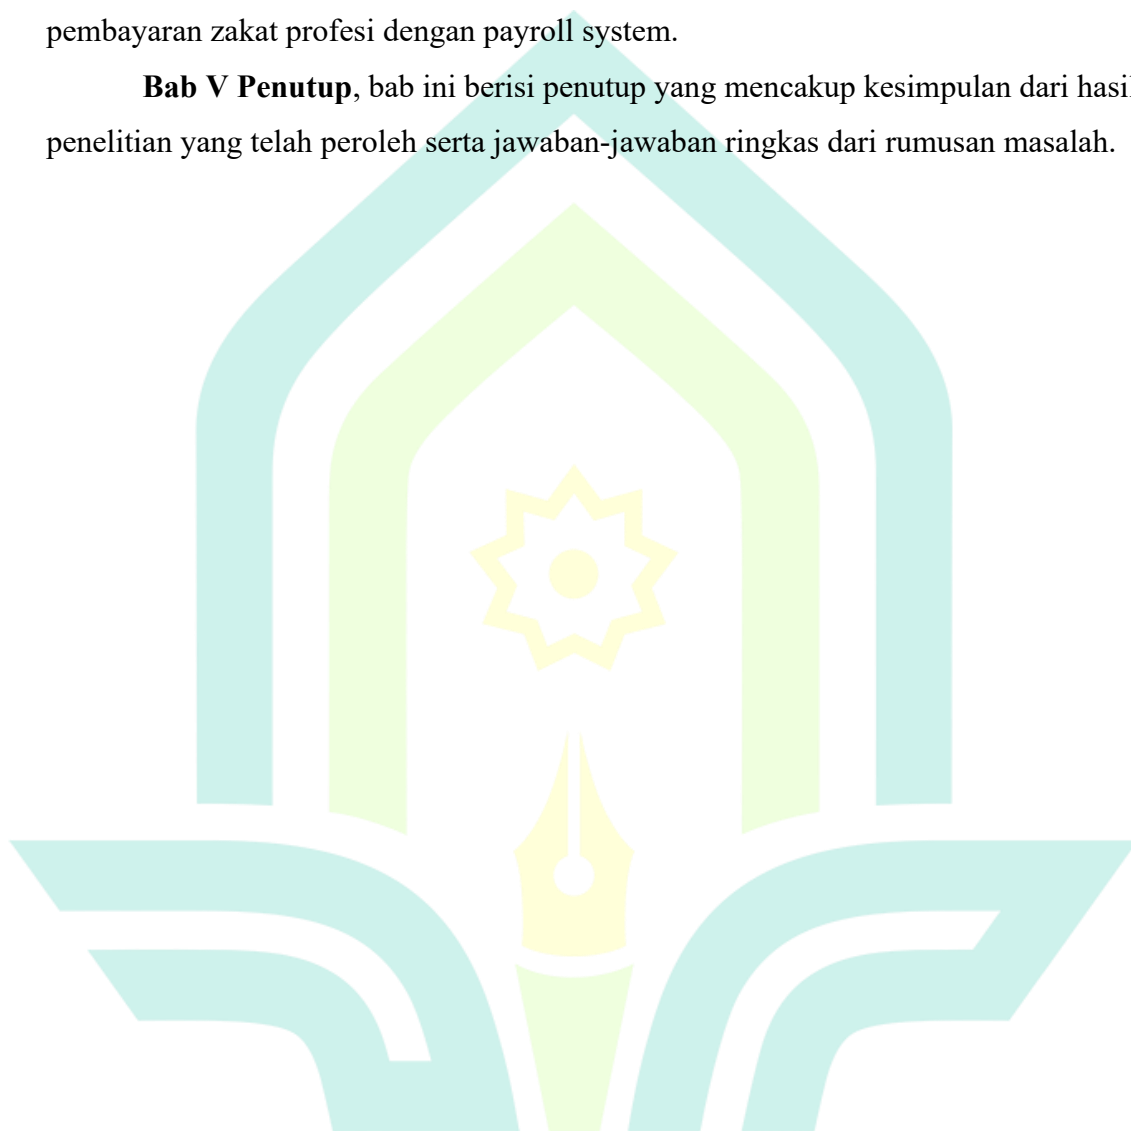 pembayaran zakat profesi dengan payroll system.
Bab V Penutup, bab ini berisi penutup yang mencakup kesimpulan dari hasil
penelitian yang telah peroleh serta jawaban-jawaban ringkas dari rumusan masalah.